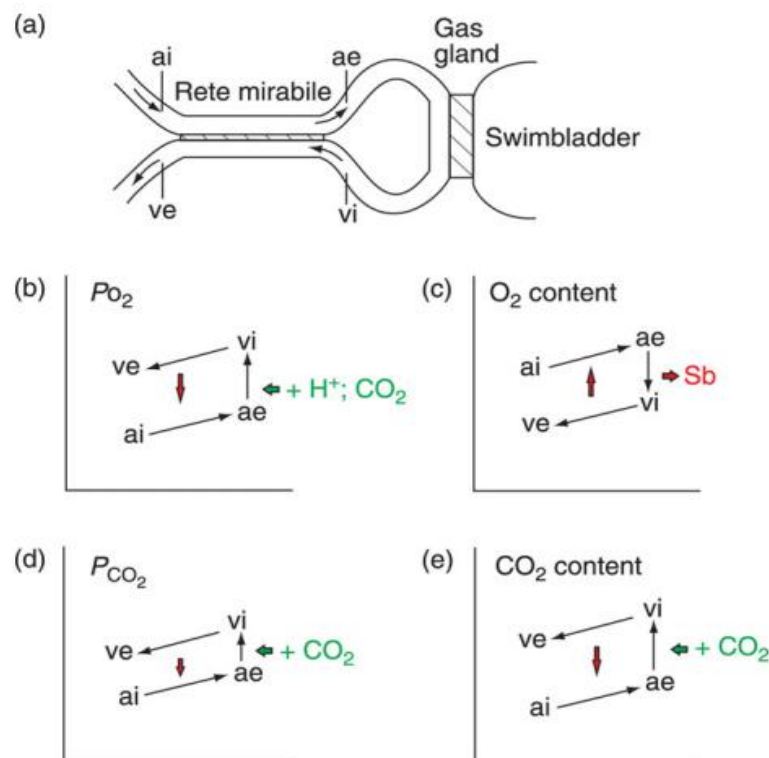 (a)
ai
ae
Gas
gland
Rete mirabile
Swimbladder
ve
vi
(b)
Po₂
vi
ve
+ H⁺; CO₂
ai
ae
(c)
O₂ content
ae
ai
Sb
ve
vi
(d)
P_CO₂
vi
ve
+ CO₂
ai
ae
(e)
CO₂ content
vi
ve
+ CO₂
ai
ae